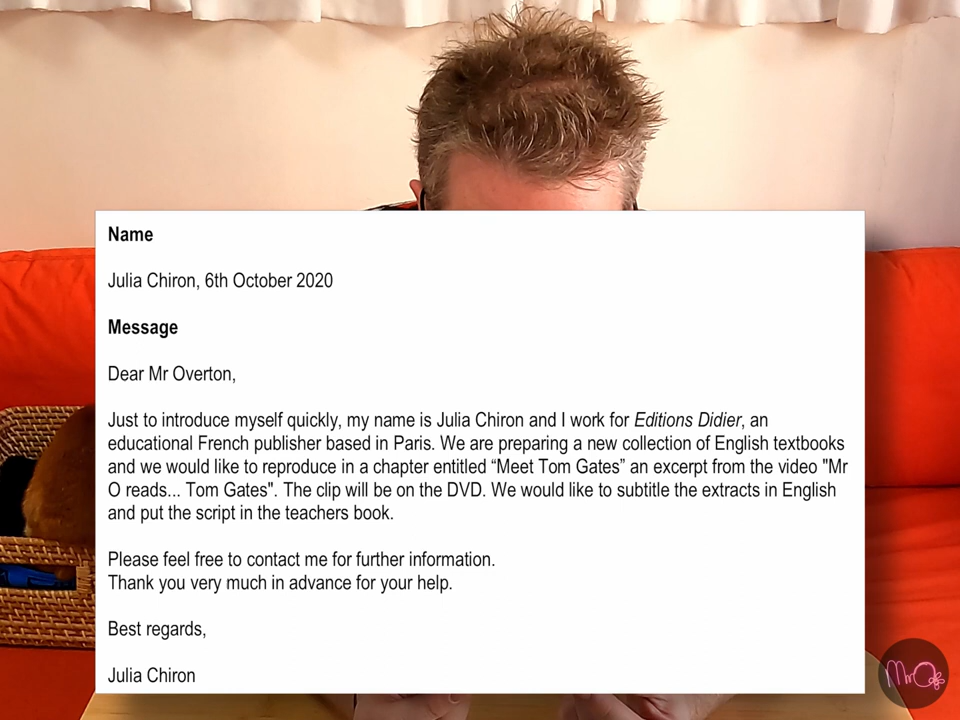 Name
Julia Chiron, 6th October 2020
Message
Dear Mr Overton,
Just to introduce myself quickly, my name is Julia Chiron and I work for Editions Didier, an
educational French publisher based in Paris. We are preparing a new collection of English textbooks
and we would like to reproduce in a chapter entitled “Meet Tom Gates” an excerpt from the video "Mr
O reads... Tom Gates". The clip will be on the DVD. We would like to subtitle the extracts in English
and put the script in the teachers book.
Please feel free to contact me for further information.
Thank you very much in advance for your help.
Best regards,
Julia Chiron